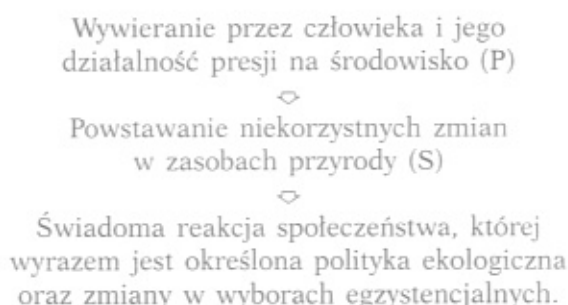 Wywieranie przez człowieka i jego
działalność presji na środowisko (P)
Powstawanie niekorzystnych zmian
w zasobach przyrody (S)
Świadoma reakcja społeczeństwa, której
wyrazem jest określona polityka ekologiczna
oraz zmiany w wyborach egzystencjalnych.